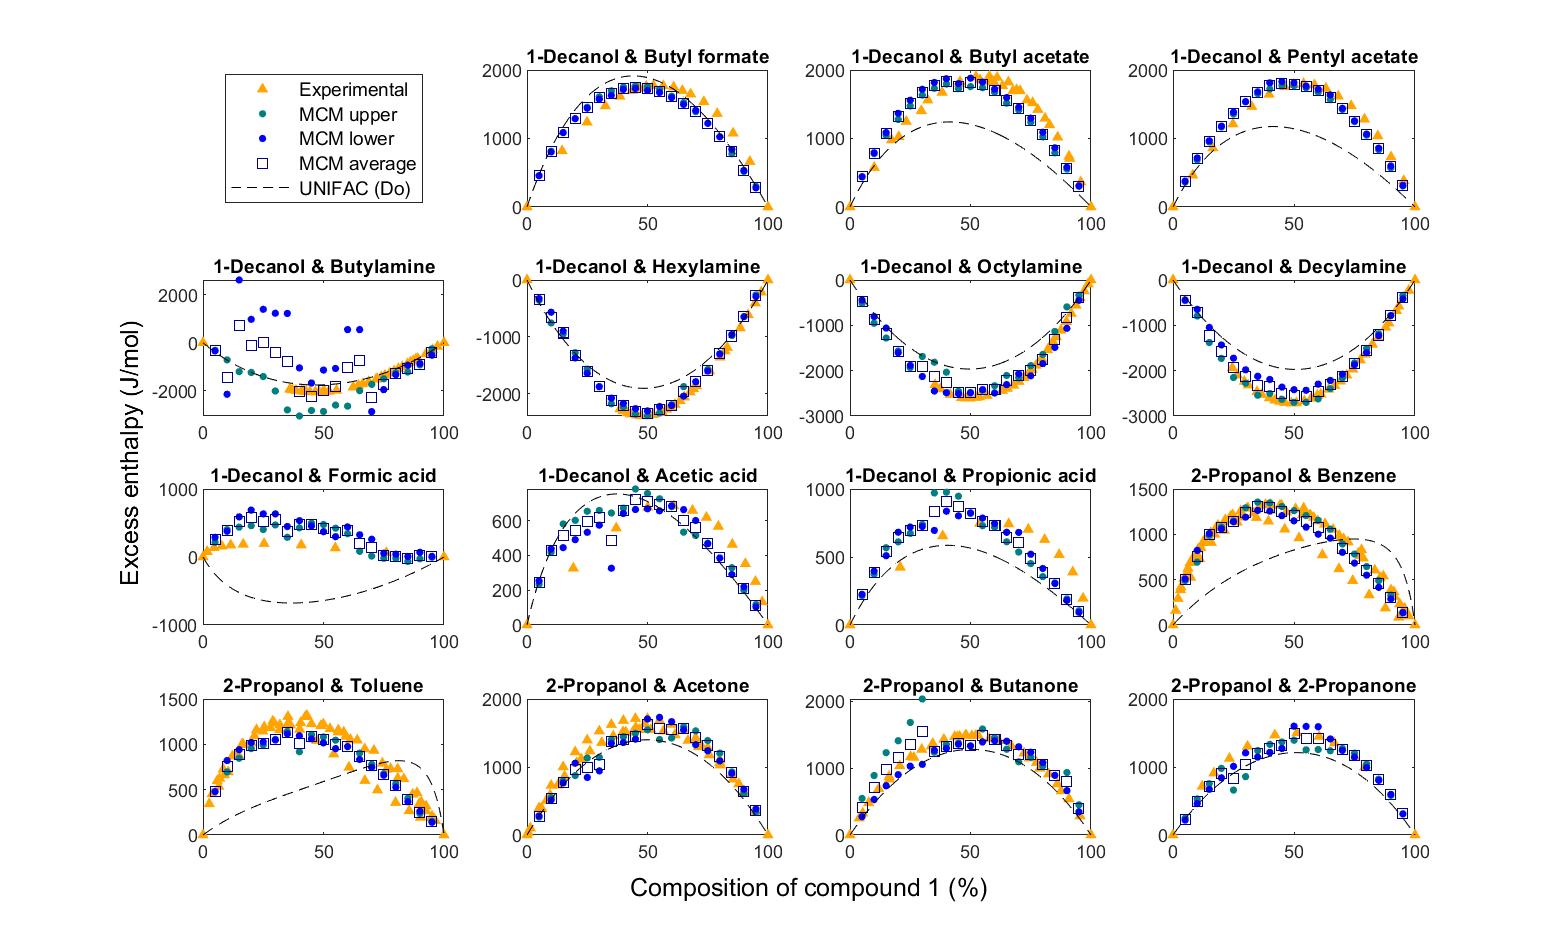 Experimental
MCM upper
MCM lower
MCM average
UNIFAC (Do)
1-Decanol & Butyl formate
2000
1000
0
0 50 100
1-Decanol & Butyl acetate
2000
1000
0
0 50 100
1-Decanol & Pentyl acetate
2000
1000
0
0 50 100
1-Decanol & Butylamine
2000
0
-2000
0 50 100
1-Decanol & Hexylamine
0
-1000
-2000
0 50 100
1-Decanol & Octylamine
0
-1000
-2000
-3000
0 50 100
1-Decanol & Decylamine
0
-1000
-2000
-3000
0 50 100
Excess enthalpy (J/mol)
1-Decanol & Formic acid
1000
0
-1000
0 50 100
1-Decanol & Acetic acid
600
400
200
0
0 50 100
1-Decanol & Propionic acid
1000
500
0
0 50 100
2-Propanol & Benzene
1500
1000
500
0
0 50 100
2-Propanol & Toluene
1500
1000
500
0
0 50 100
2-Propanol & Acetone
2000
1000
0
0 50 100
2-Propanol & Butanone
2000
1000
0
0 50 100
2-Propanol & 2-Propanone
2000
1000
0
0 50 100
Composition of compound 1 (%)